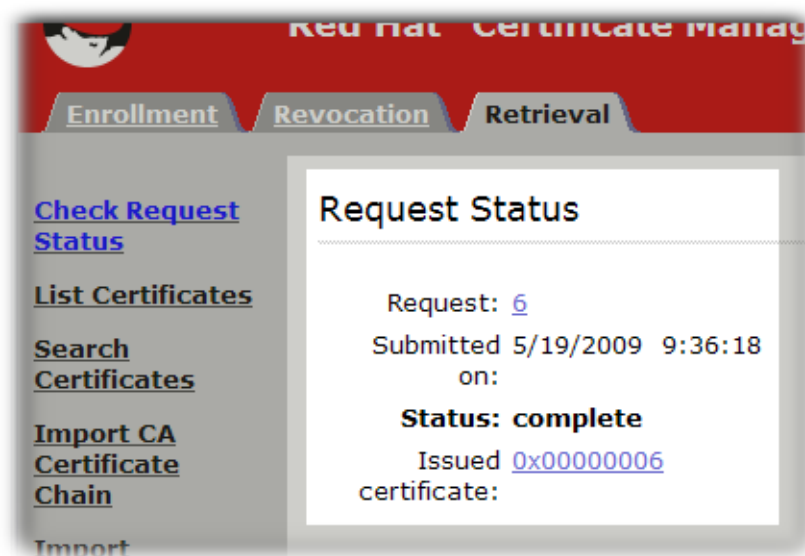 Red Hat Certificate Manag
Enrollment
Revocation
Retrieval
Check Request
Status
List Certificates
Search
Certificates
Import CA
Certificate
Chain
Import
Request Status
Request: 6
Submitted 5/19/2009 9:36:18
on:
Status: complete
Issued 0x00000006
certificate: